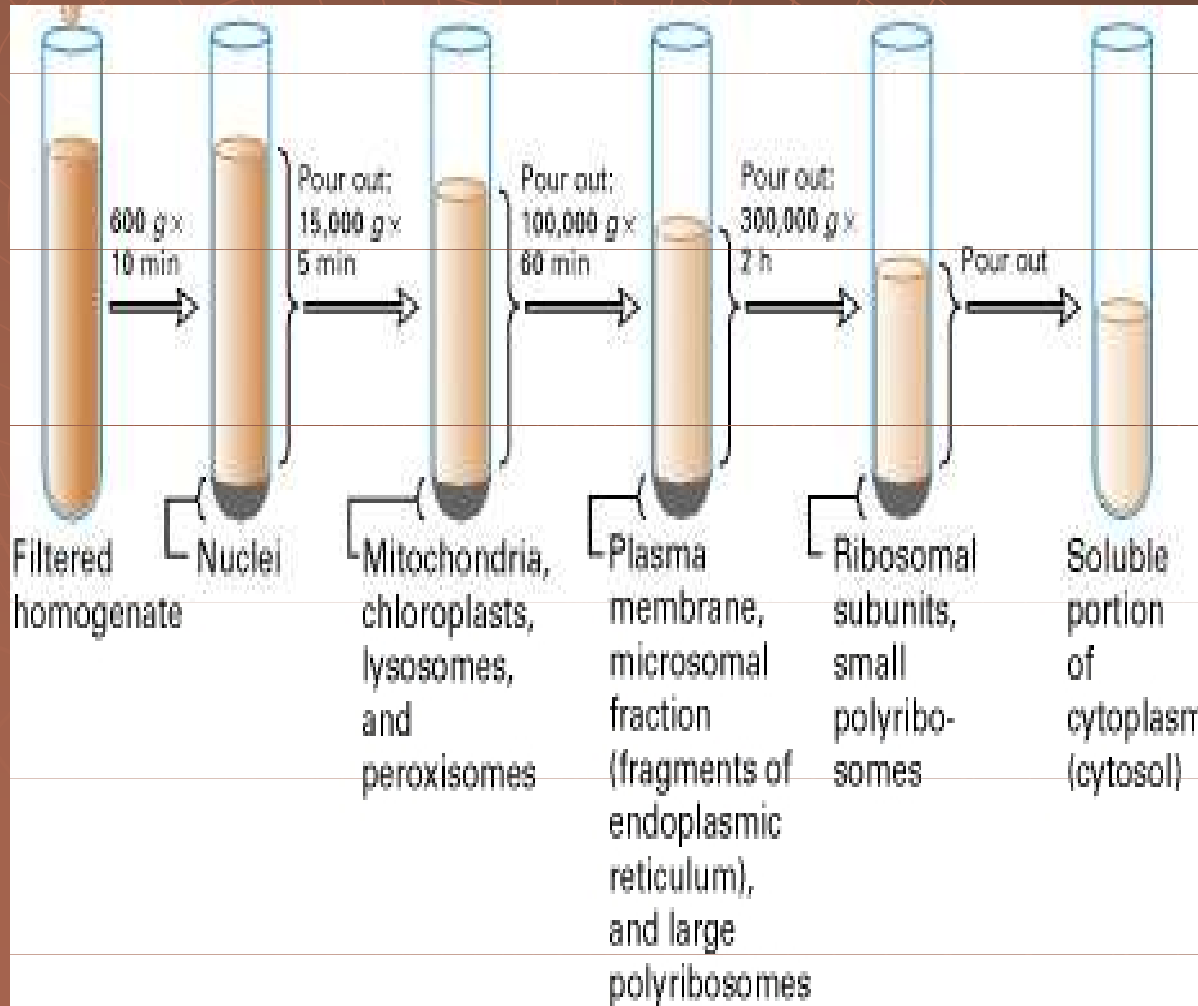 600 g ×
10 min
Pour out:
15,000 g ×
5 min
Pour out:
100,000 g ×
60 min
Pour out:
300,000 g ×
2 h
Pour out
Filtered
homogenate
Nuclei
Mitochondria,
chloroplasts,
lysosomes,
and
peroxisomes
Plasma
membrane,
microsomal
fraction
(fragments of
endoplasmic
reticulum),
and large
polyribosomes
Ribosomal
subunits,
small
polyribo-
somes
Soluble
portion
of
cytoplasm
(cytosol)